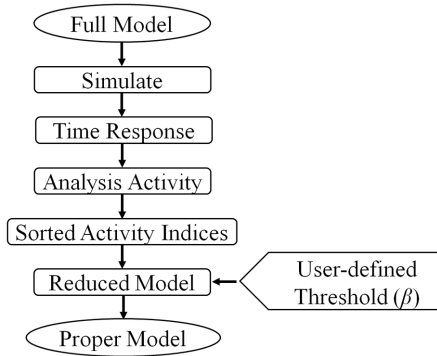 Full Model
Simulate
Time Response
Analysis Activity
Sorted Activity Indices
Reduced Model
User-defined
Threshold (β)
Proper Model